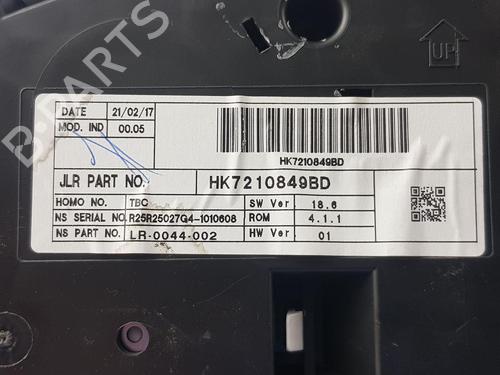 UP
DATE 21/02/17
MOD. IND 00.05
HK7210849BD
JLR PART NO. HK7210849BD
HOMO NO. TBC SW Ver 18.6
NS SERIAL NO. R25R25027G4-1010608 ROM 4.1.1
NS PART NO. LR-0044-002 HW Ver 01
B-PARTS